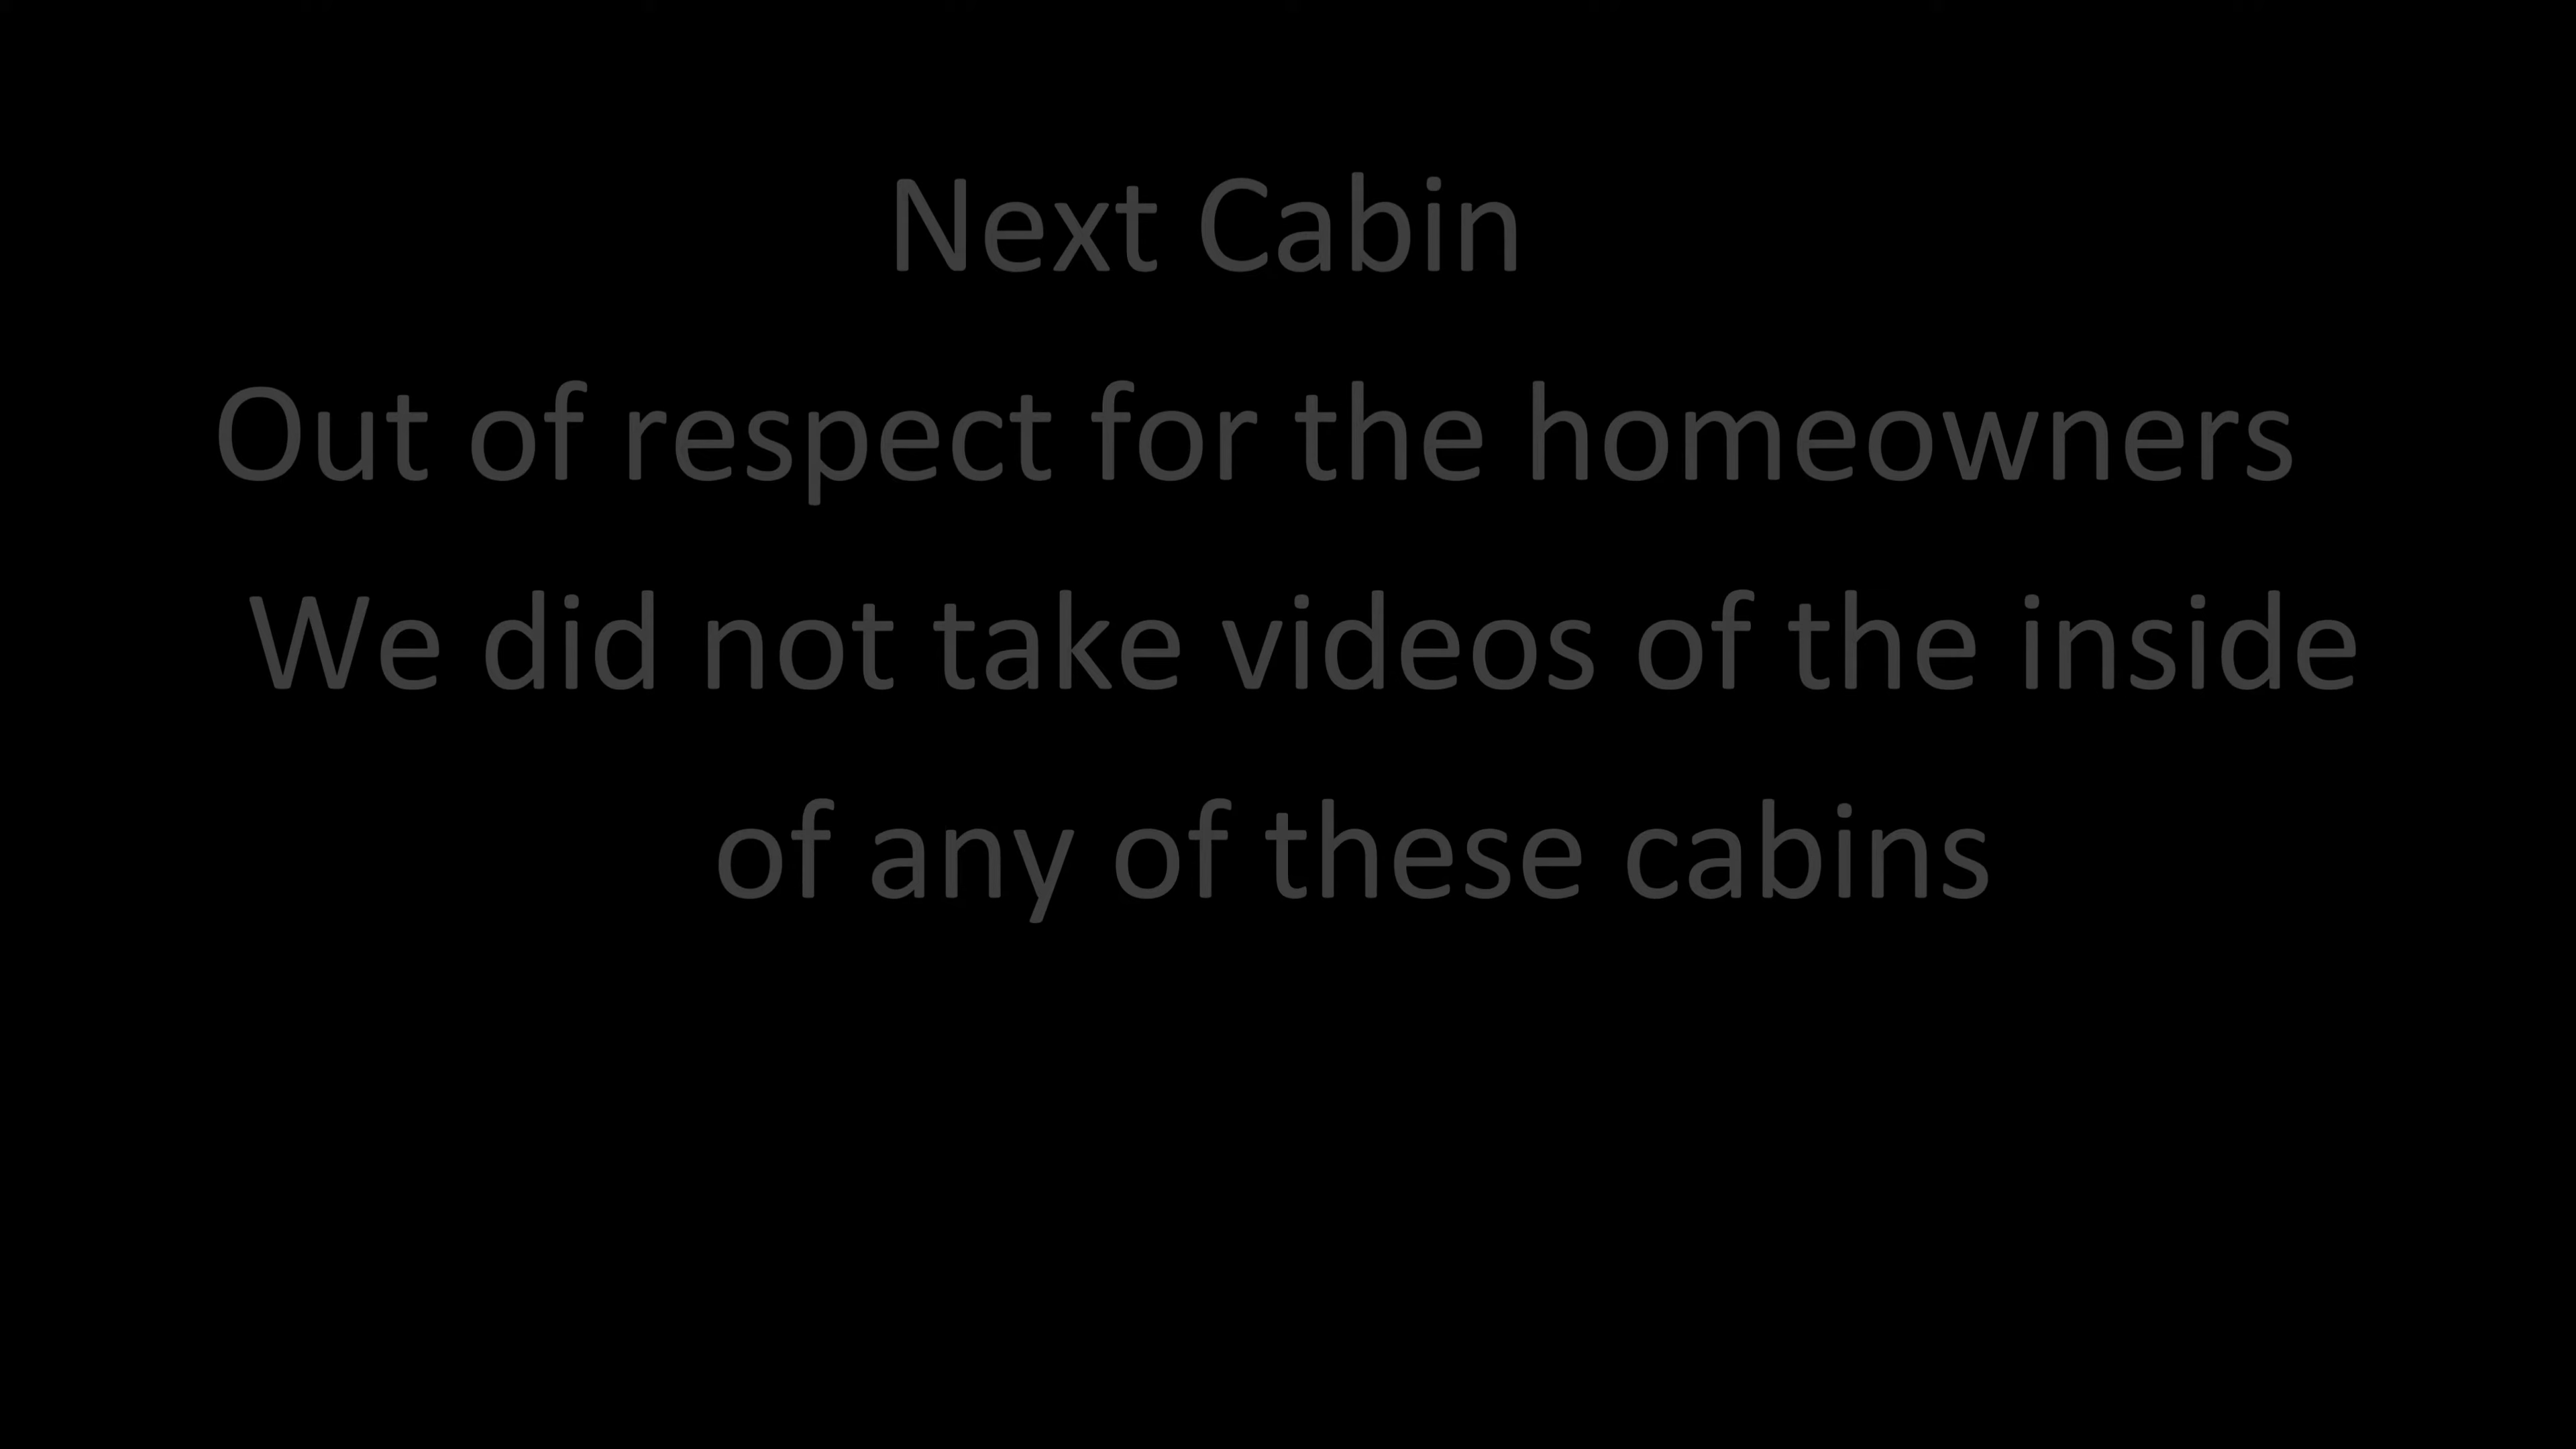 Next Cabin
Out of respect for the homeowners
We did not take videos of the inside
of any of these cabins